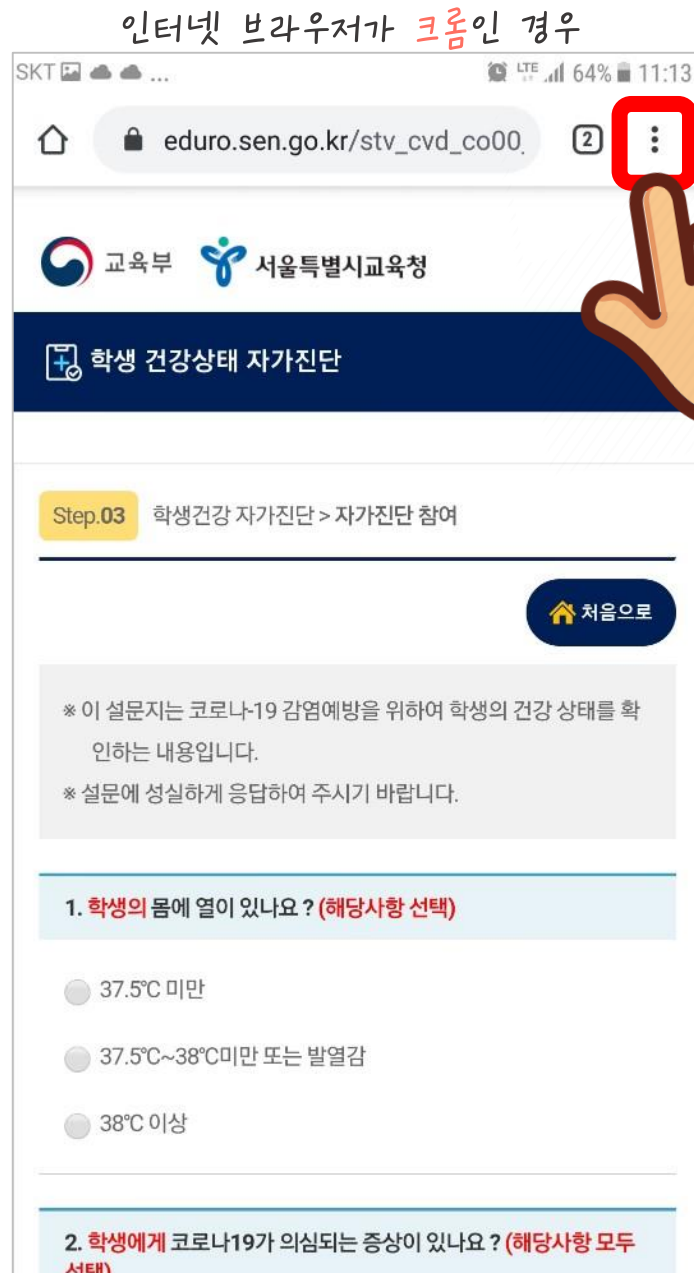 인터넷 브라우저가 크롬인 경우
SKT ... LTE 64% 11:13
eduro.sen.go.kr/stv_cvd_co00_ 2
교육부 서울특별시교육청
학생 건강상태 자가진단
Step.03 학생건강 자가진단 > 자가진단 참여
처음으로
※ 이 설문지는 코로나-19 감염예방을 위하여 학생의 건강 상태를 확
인하는 내용입니다.
※ 설문에 성실하게 응답하여 주시기 바랍니다.
1. 학생의 몸에 열이 있나요 ? (해당사항 선택)
37.5℃ 미만
37.5℃~38℃미만 또는 발열감
38℃ 이상
2. 학생에게 코로나19가 의심되는 증상이 있나요 ? (해당사항 모두
선택)